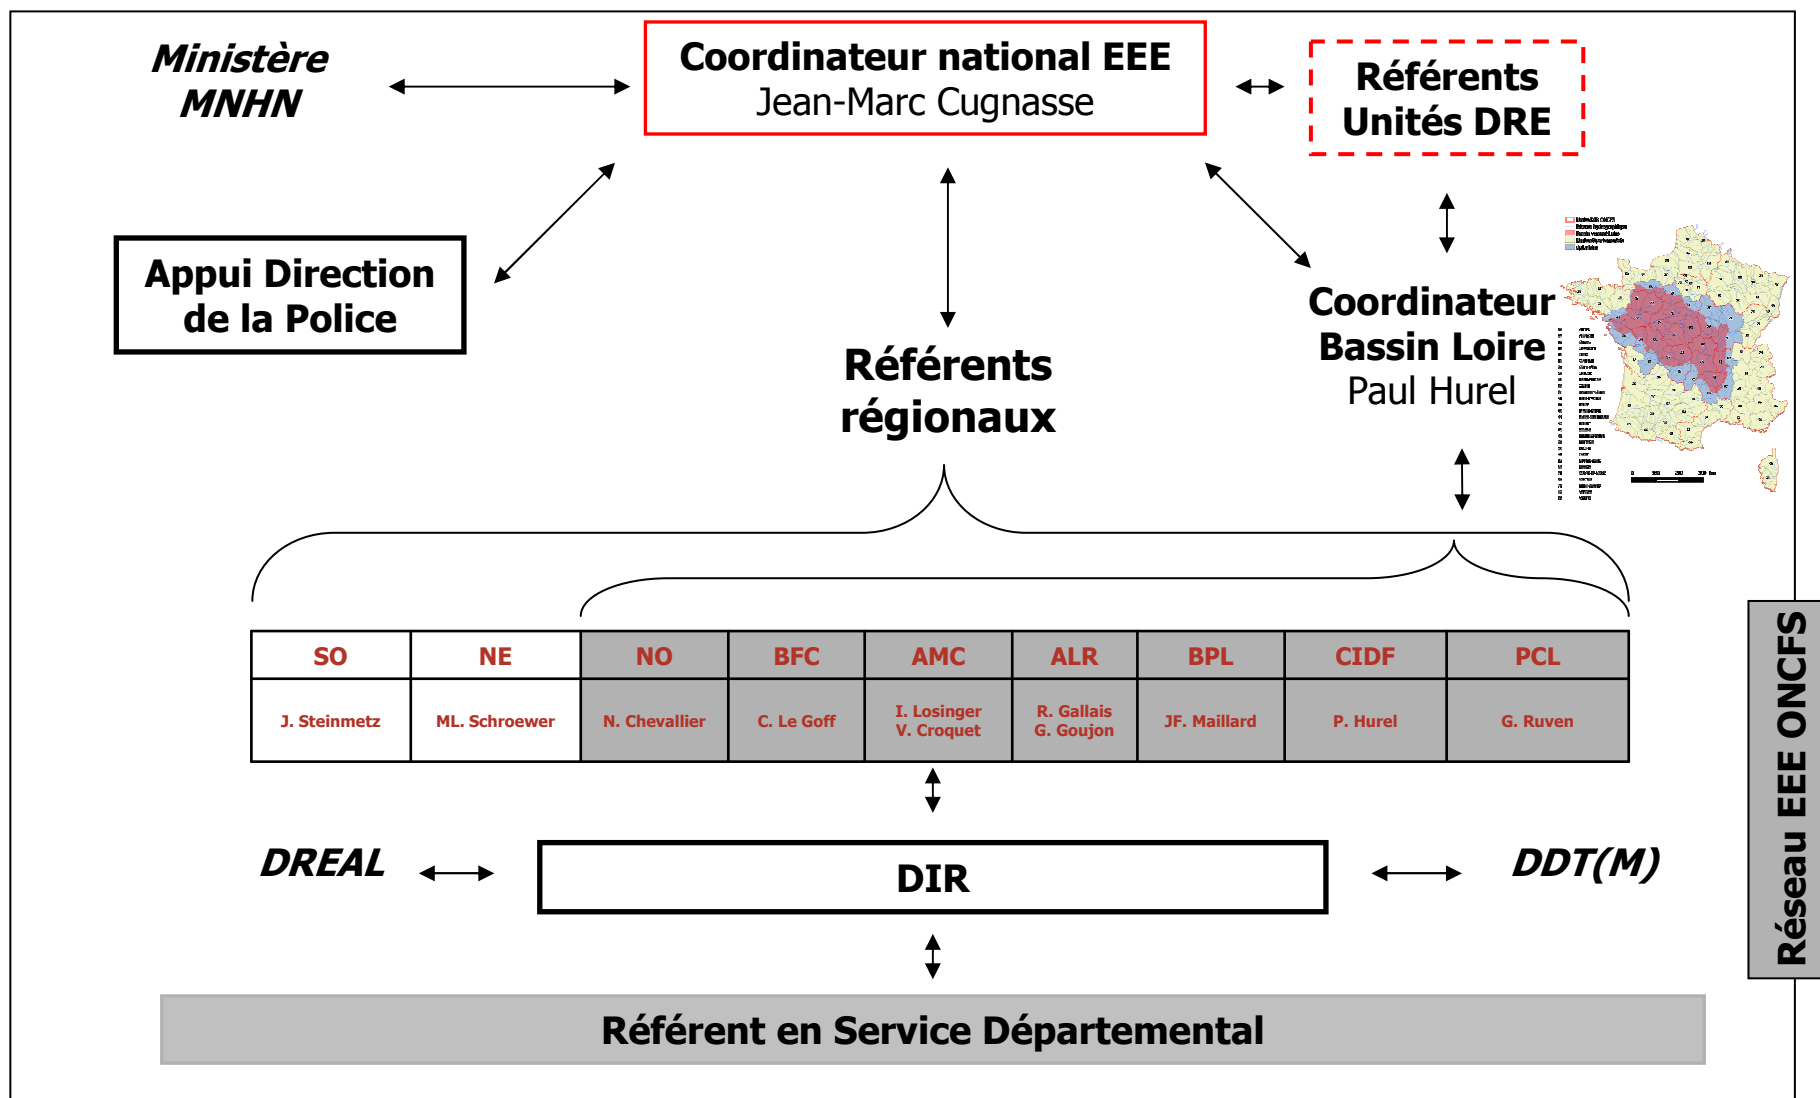 Ministère
MNHN
Coordinateur national EEE
Jean-Marc Cugnasse
Référents
Unités DRE
Appui Direction
de la Police
Référents
régionaux
Coordinateur
Bassin Loire
Paul Hurel
SO NE NO BFC AMC ALR BPL CIDF PCL
J. Steinmetz
ML. Schroewer
N. Chevallier
C. Le Goff
I. Losinger
V. Croquet
R. Gallais
G. Goujon
JF. Maillard
P. Hurel
G. Ruven
DREAL
DIR
DDT(M)
Référent en Service Départemental
Réseau EEE ONCFS